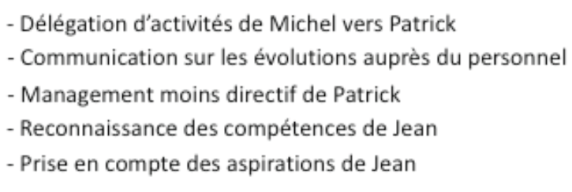 - Délégation d’activités de Michel vers Patrick
- Communication sur les évolutions auprès du personnel
- Management moins directif de Patrick
- Reconnaissance des compétences de Jean
- Prise en compte des aspirations de Jean